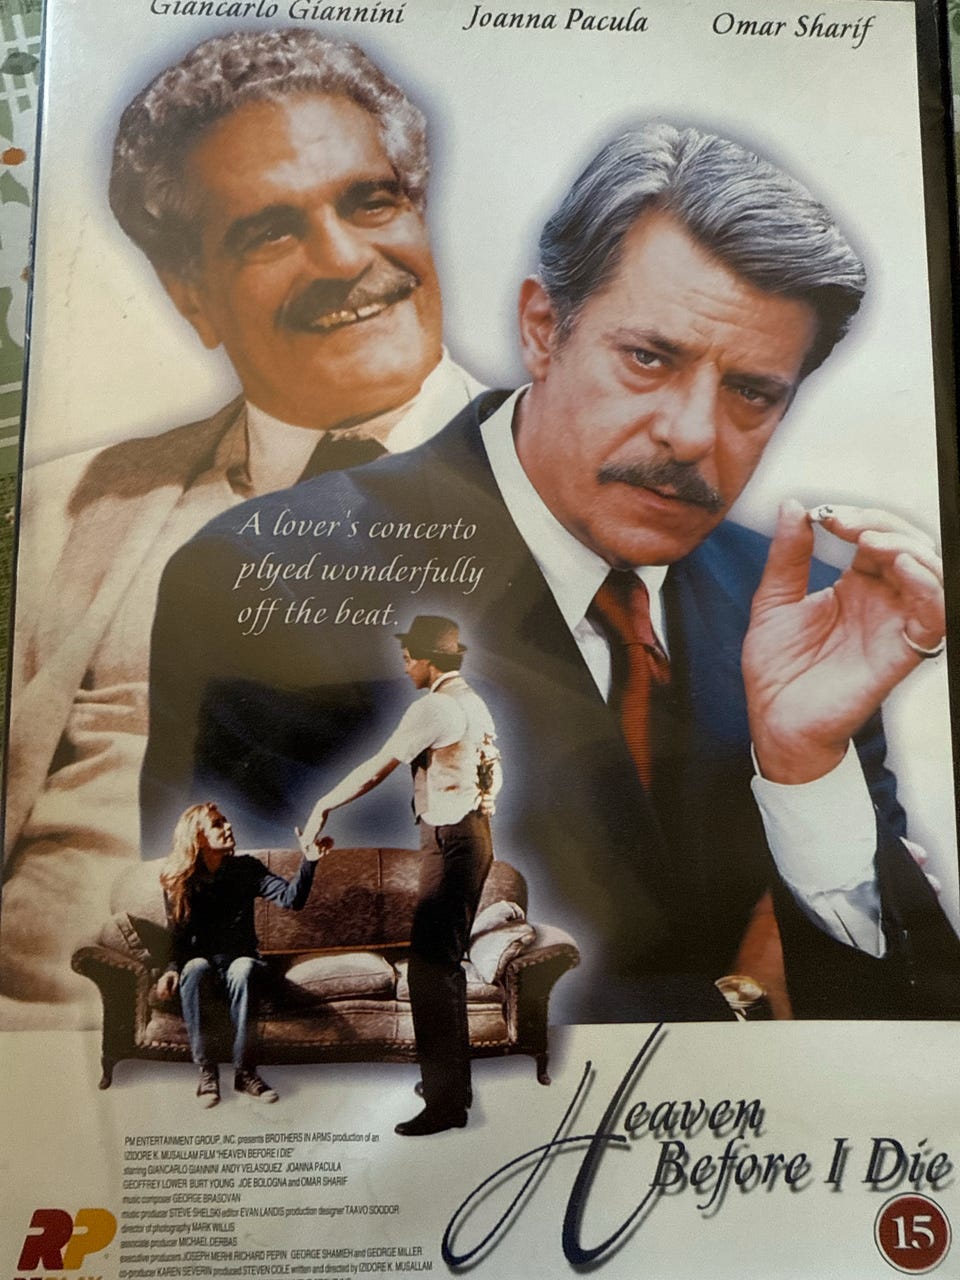 Giancarlo Giannini Joanna Pacula Omar Sharif
A lover's concerto
plyed wonderfully
off the beat.
Heaven
Before I Die
PM ENTERTAINMENT GROUP, INC. presents BROTHERS IN ARMS production of an
IZIDORE K. MUSALLAM FILM "HEAVEN BEFORE I DIE"
starring GIANCARLO GIANNINI ANDY VELASQUEZ JOANNA PACULA
GEOFFREY LOWER BURT YOUNG JOE BOLOGNA and OMAR SHARIF
music composer GEORGE BRASOVAN
music producer STEVE SHELSKI editor EVAN LANDIS production designer TAAVO SOODOR
director of photography MARK WILLIS
associate producer MICHAEL DERBAS
executive producers JOSEPH MERHI RICHARD PEPIN GEORGE SHAMIEH and GEORGE MILLER
co-producer KAREN SEVERIN produced STEVEN COLE written and directed by IZIDORE K. MUSALLAM
RP
15